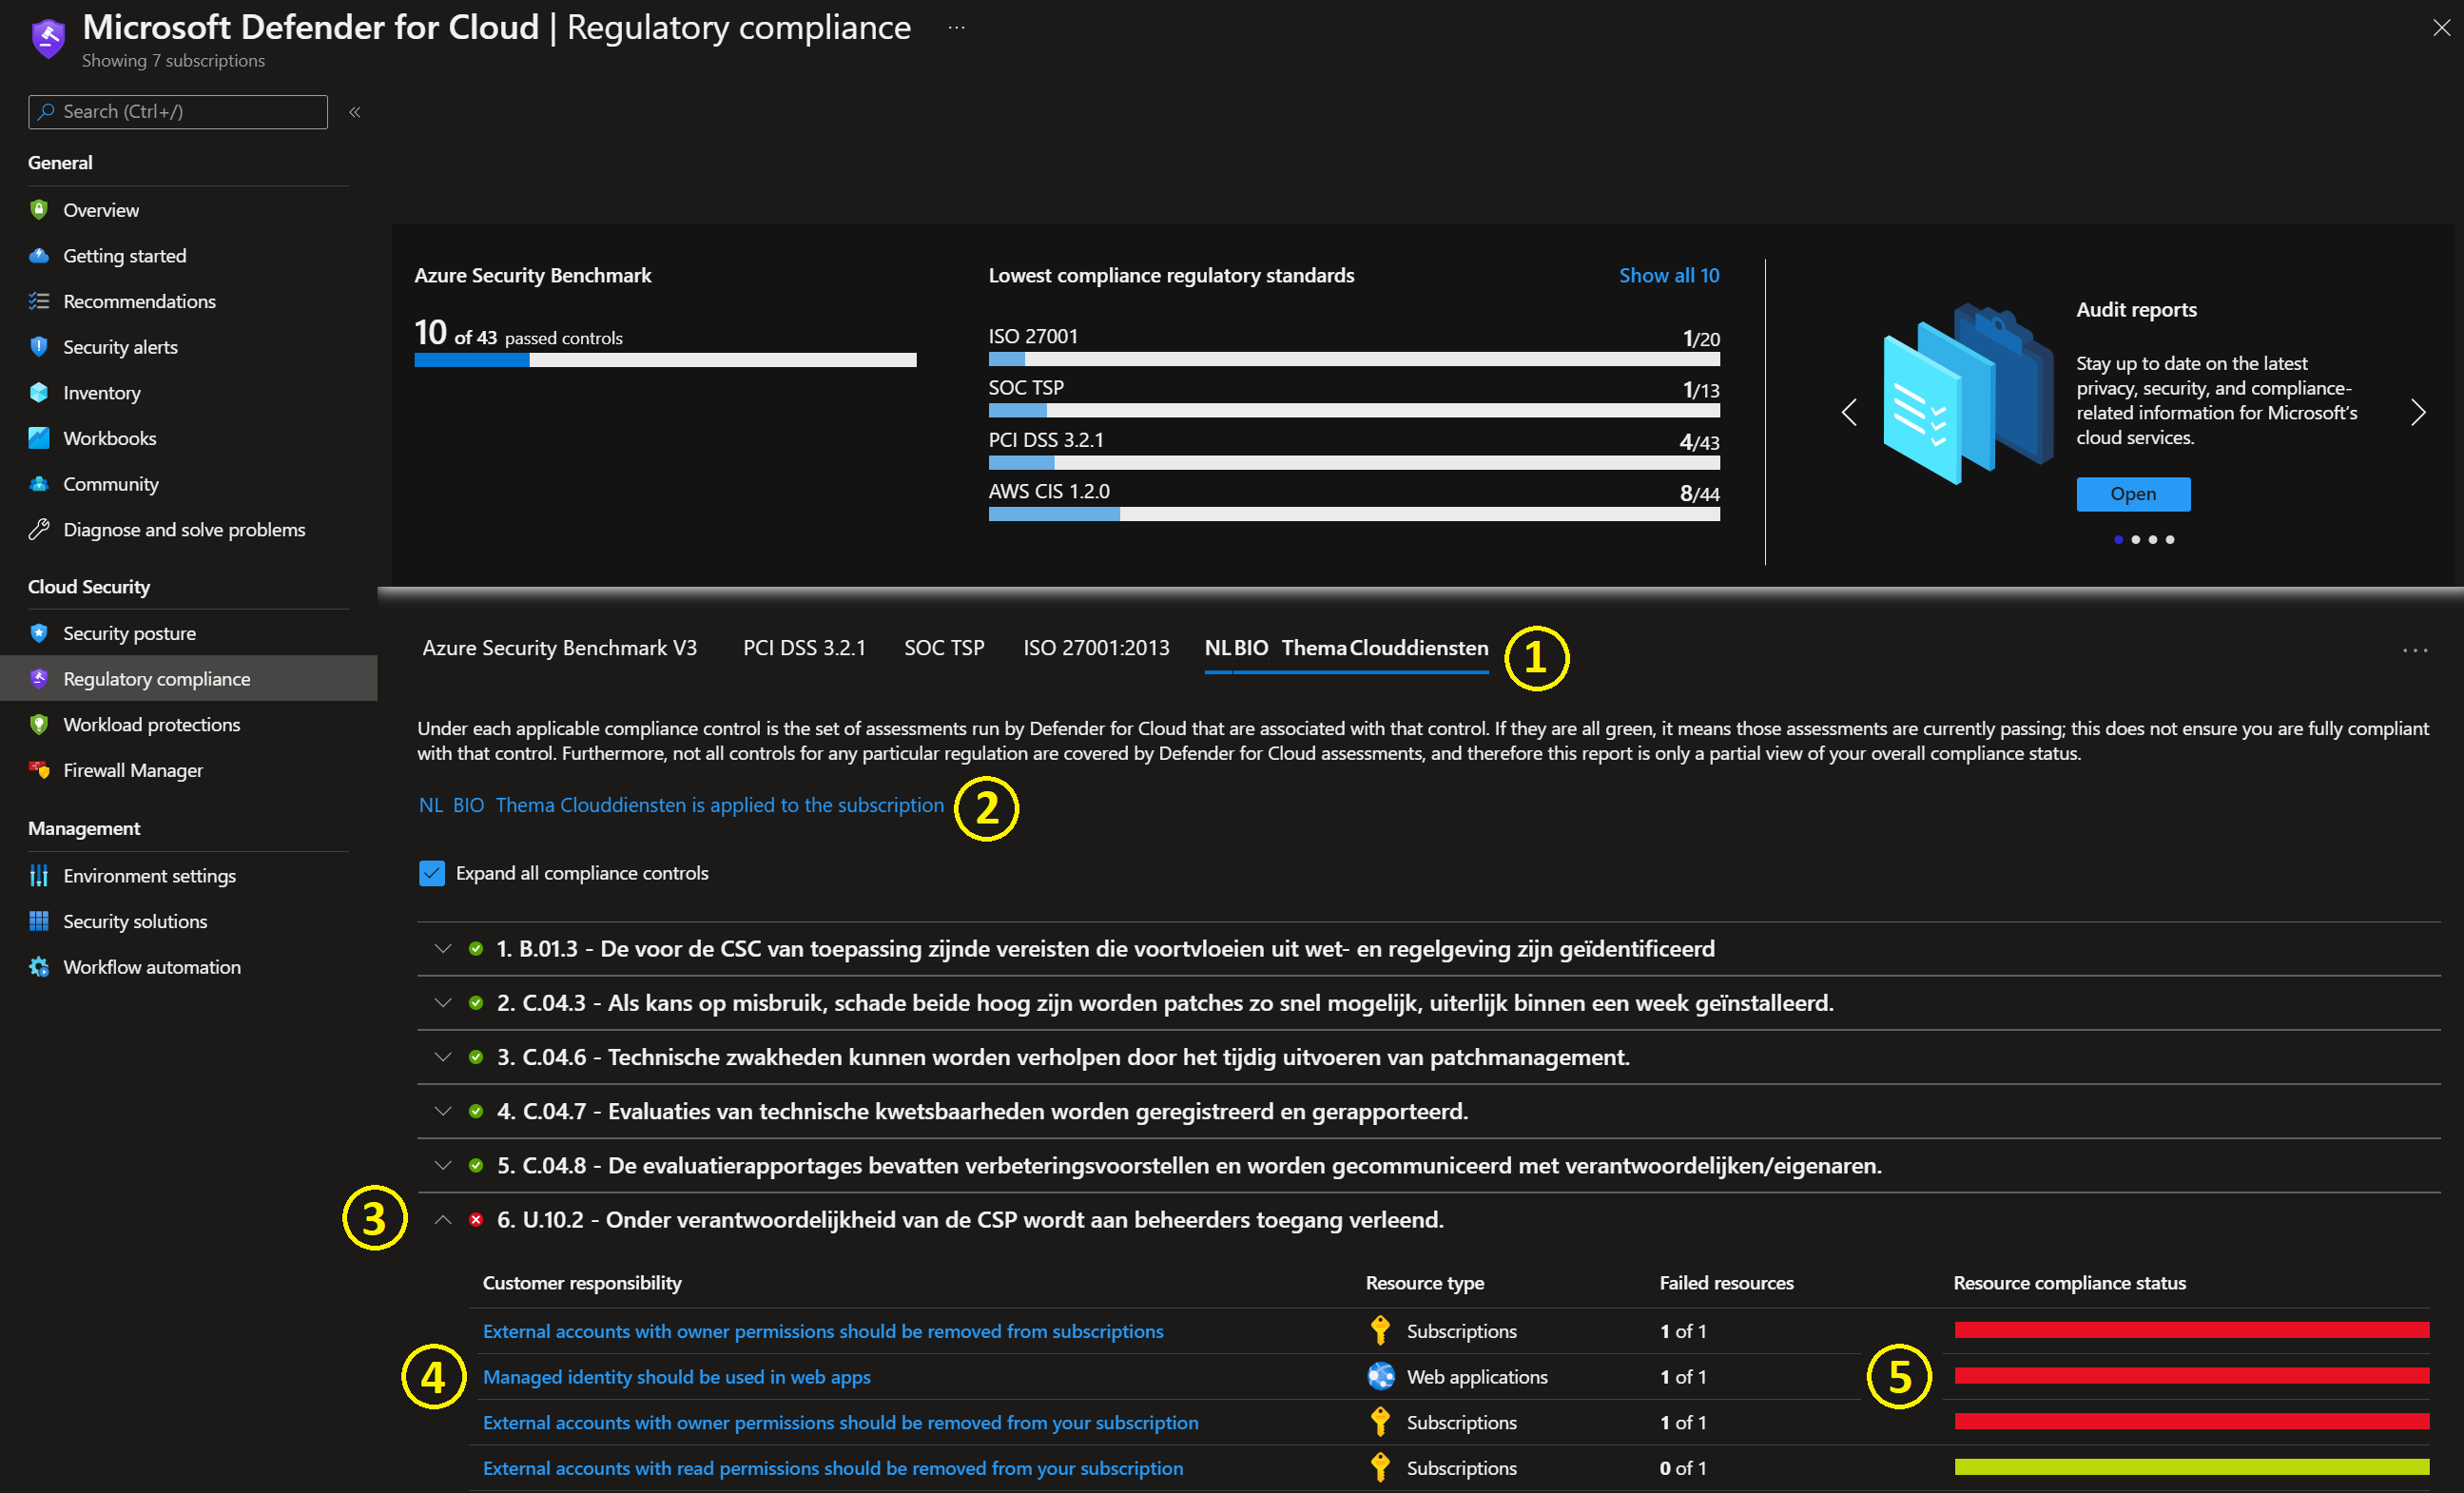 Microsoft Defender for Cloud | Regulatory compliance ...
Showing 7 subscriptions
Search (Ctrl+/)
«
General
Overview
Getting started
Recommendations
Security alerts
Inventory
Workbooks
Community
Diagnose and solve problems
Cloud Security
Security posture
Regulatory compliance
Workload protections
Firewall Manager
Management
Environment settings
Security solutions
Workflow automation
Azure Security Benchmark
10 of 43 passed controls
Lowest compliance regulatory standards Show all 10
ISO 27001 1/20
SOC TSP 1/13
PCI DSS 3.2.1 4/43
AWS CIS 1.2.0 8/44
Audit reports
Stay up to date on the latest
privacy, security, and compliance-
related information for Microsoft's
cloud services.
Open
Azure Security Benchmark V3 PCI DSS 3.2.1 SOC TSP ISO 27001:2013 NL BIO Thema Clouddiensten 1 ...
Under each applicable compliance control is the set of assessments run by Defender for Cloud that are associated with that control. If they are all green, it means those assessments are currently passing; this does not ensure you are fully compliant
with that control. Furthermore, not all controls for any particular regulation are covered by Defender for Cloud assessments, and therefore this report is only a partial view of your overall compliance status.
NL BIO Thema Clouddiensten is applied to the subscription 2
Expand all compliance controls
1. B.01.3 - De voor de CSC van toepassing zijnde vereisten die voortvloeien uit wet- en regelgeving zijn geïdentificeerd
2. C.04.3 - Als kans op misbruik, schade beide hoog zijn worden patches zo snel mogelijk, uiterlijk binnen een week geïnstalleerd.
3. C.04.6 - Technische zwakheden kunnen worden verholpen door het tijdig uitvoeren van patchmanagement.
4. C.04.7 - Evaluaties van technische kwetsbaarheden worden geregistreerd en gerapporteerd.
5. C.04.8 - De evaluatierapportages bevatten verbeteringsvoorstellen en worden gecommuniceerd met verantwoordelijken/eigenaren.
3 6. U.10.2 - Onder verantwoordelijkheid van de CSP wordt aan beheerders toegang verleend.
Customer responsibility Resource type Failed resources Resource compliance status
External accounts with owner permissions should be removed from subscriptions Subscriptions 1 of 1
4 Managed identity should be used in web apps Web applications 1 of 1 5
External accounts with owner permissions should be removed from your subscription Subscriptions 1 of 1
External accounts with read permissions should be removed from your subscription Subscriptions 0 of 1